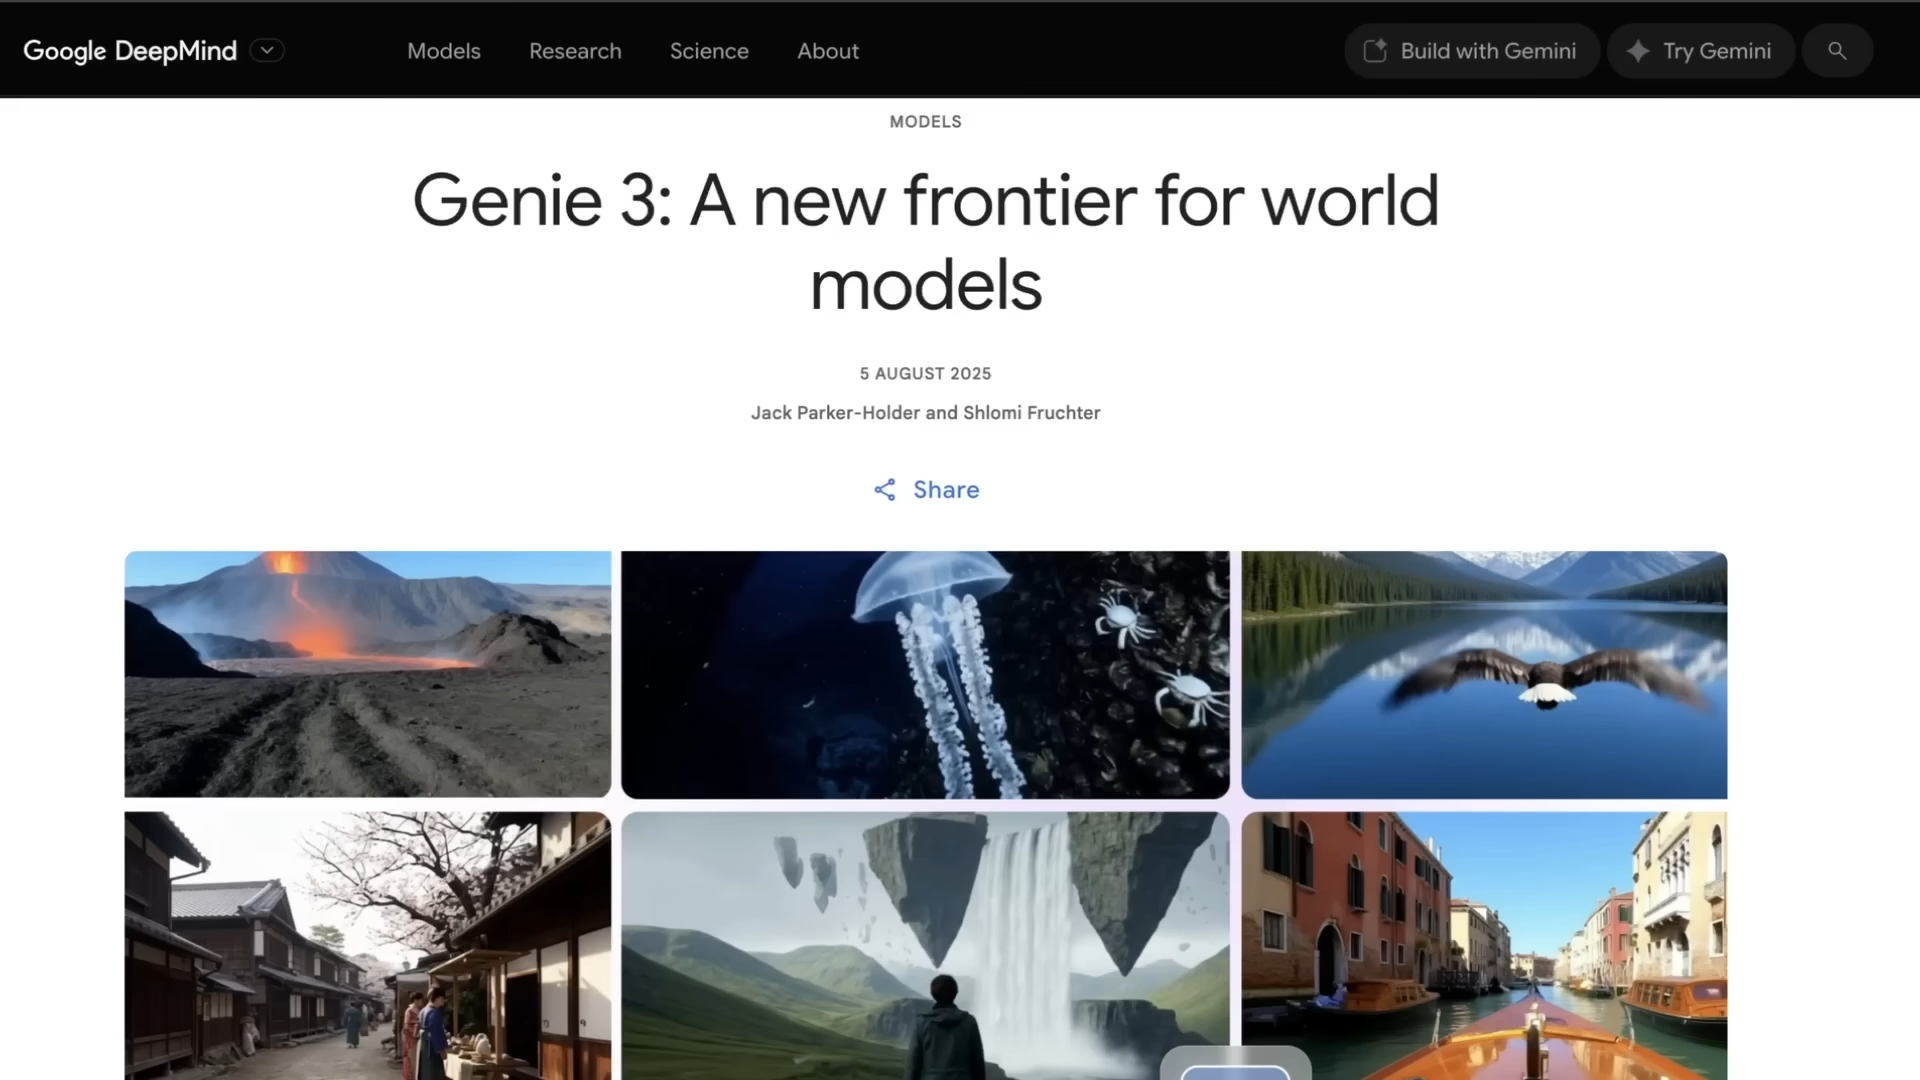 Google DeepMind
Models
Research
Science
About
Build with Gemini
Try Gemini
MODELS
Genie 3: A new frontier for world
models
5 AUGUST 2025
Jack Parker-Holder and Shlomi Fruchter
Share